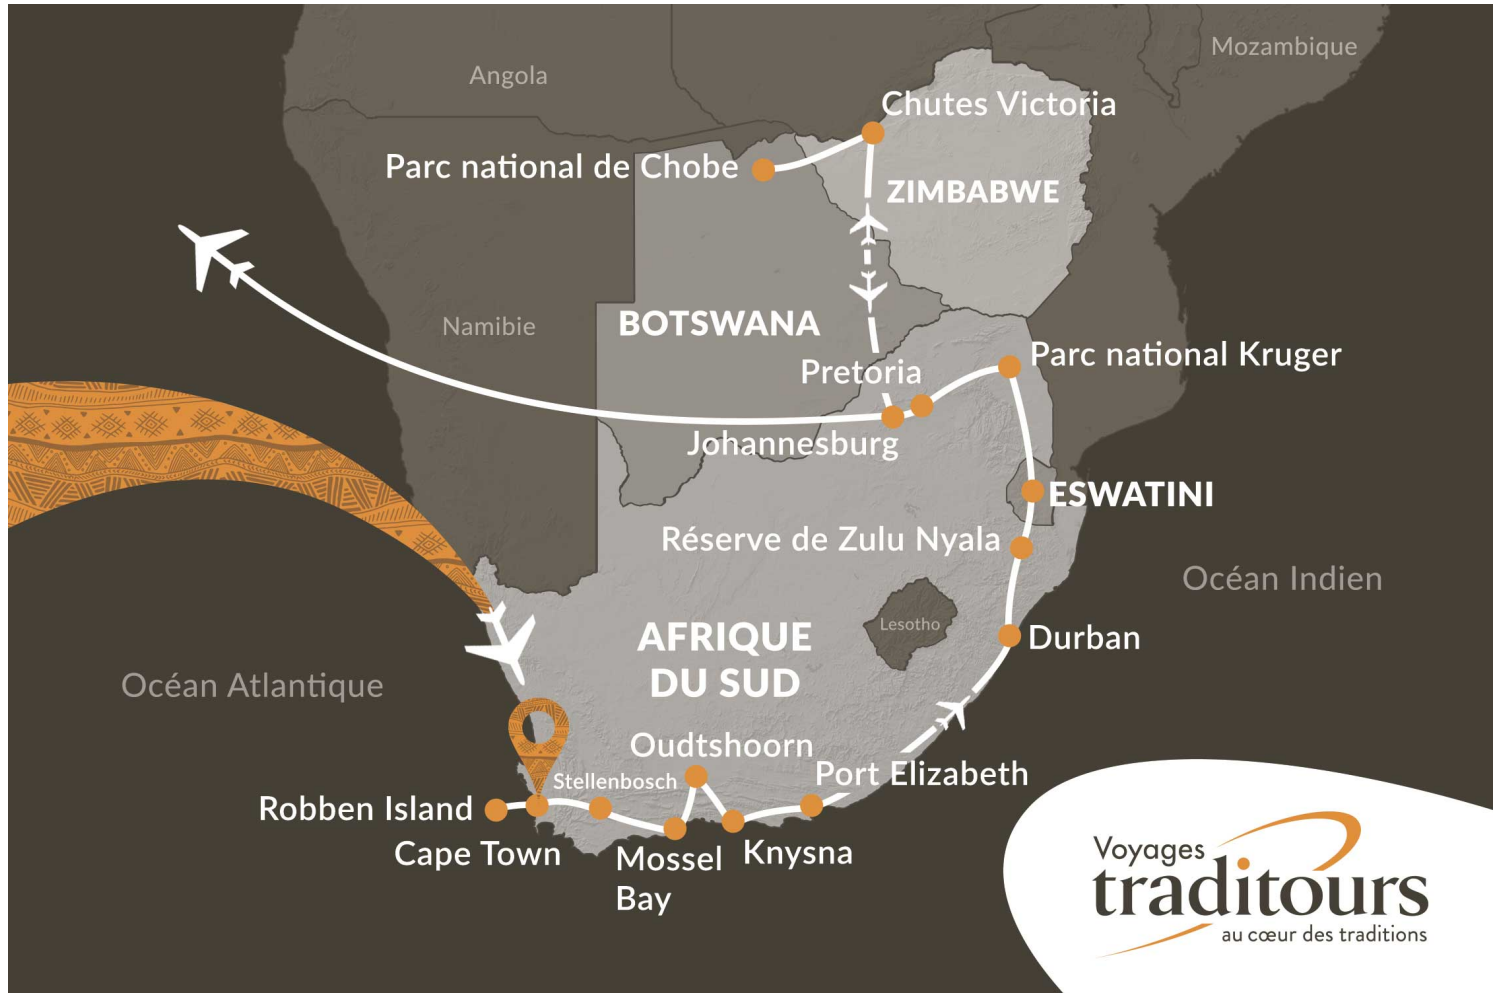 Mozambique
Angola
Chutes Victoria
Parc national de Chobe
ZIMBABWE
BOTSWANA
Namibie
Parc national Kruger
Pretoria
Johannesburg
ESWATINI
Réserve de Zulu Nyala
Océan Indien
Lesotho
AFRIQUE
DU SUD
Durban
Océan Atlantique
Oudtshoorn
Port Elizabeth
Stellenbosch
Robben Island
Cape Town
Mossel
Bay
Knysna
Voyages
traditours
au cœur des traditions